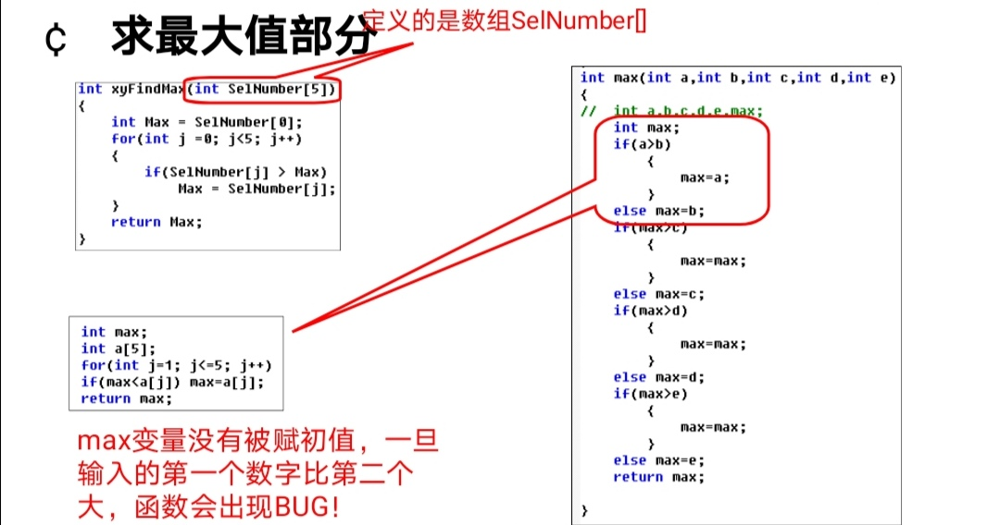 ¢ 求最大值部分
定义的是数组SelNumber[]
int xyFindMax(int SelNumber[5])
{
int Max = SelNumber[0];
for(int j =0; j<5; j++)
{
if(SelNumber[j] > Max)
Max = SelNumber[j];
}
return Max;
}
int max;
int a[5];
for(int j=1; j<=5; j++)
if(max<a[j]) max=a[j];
return max;
max变量没有被赋初值，一旦
输入的第一个数字比第二个
大，函数会出现BUG!
int max(int a,int b,int c,int d,int e)
{
// int a,b,c,d,e,max;
int max;
if(a>b)
{
max=a;
}
else max=b;
if(max>c)
{
max=max;
}
else max=c;
if(max>d)
{
max=max;
}
else max=d;
if(max>e)
{
max=max;
}
else max=e;
return max;
}